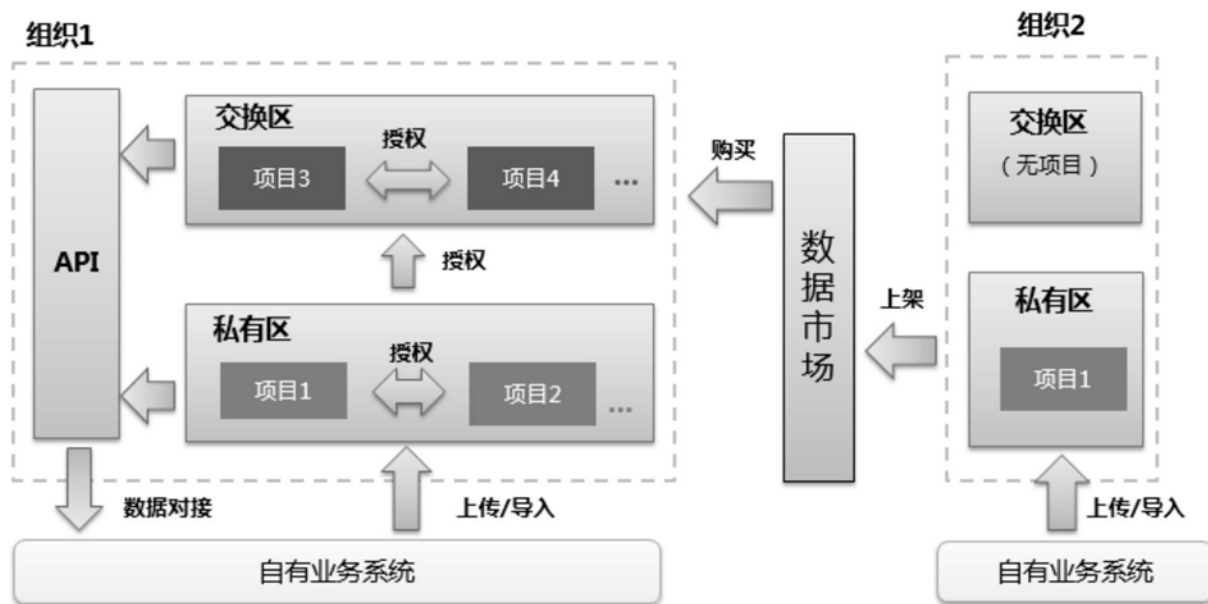 组织1
API
交换区
授权
项目3
项目4
...
授权
私有区
授权
项目1
项目2
...
数据对接
上传/导入
自有业务系统
购买
数据市场
上架
组织2
交换区
（无项目）
私有区
项目1
上传/导入
自有业务系统